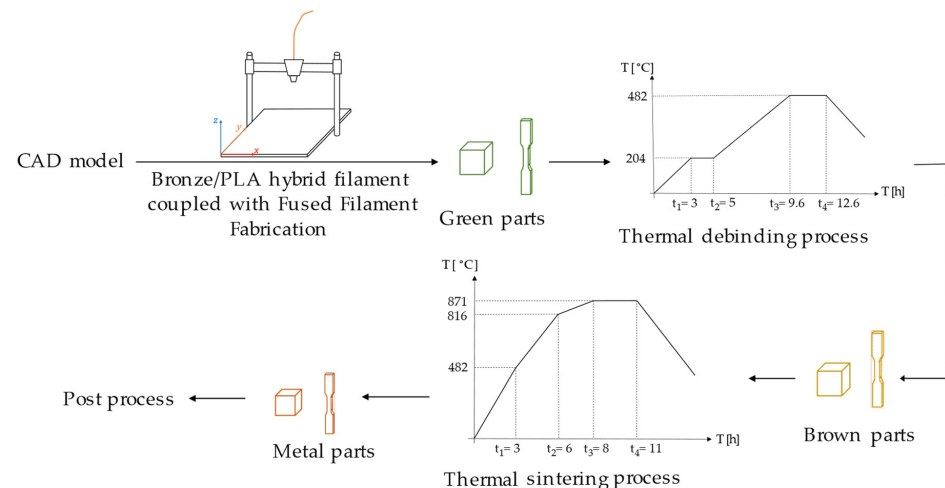 CAD model
z
y
x
Bronze/PLA hybrid filament
coupled with Fused Filament
Fabrication
Green parts
T [ °C]
482
204
T [h]
t₁= 3
t₂= 5
t₃= 9.6
t₄= 12.6
Thermal debinding process
Brown parts
T [ °C]
871
816
482
T [h]
t₁= 3
t₂= 6
t₃= 8
t₄= 11
Thermal sintering process
Metal parts
Post process